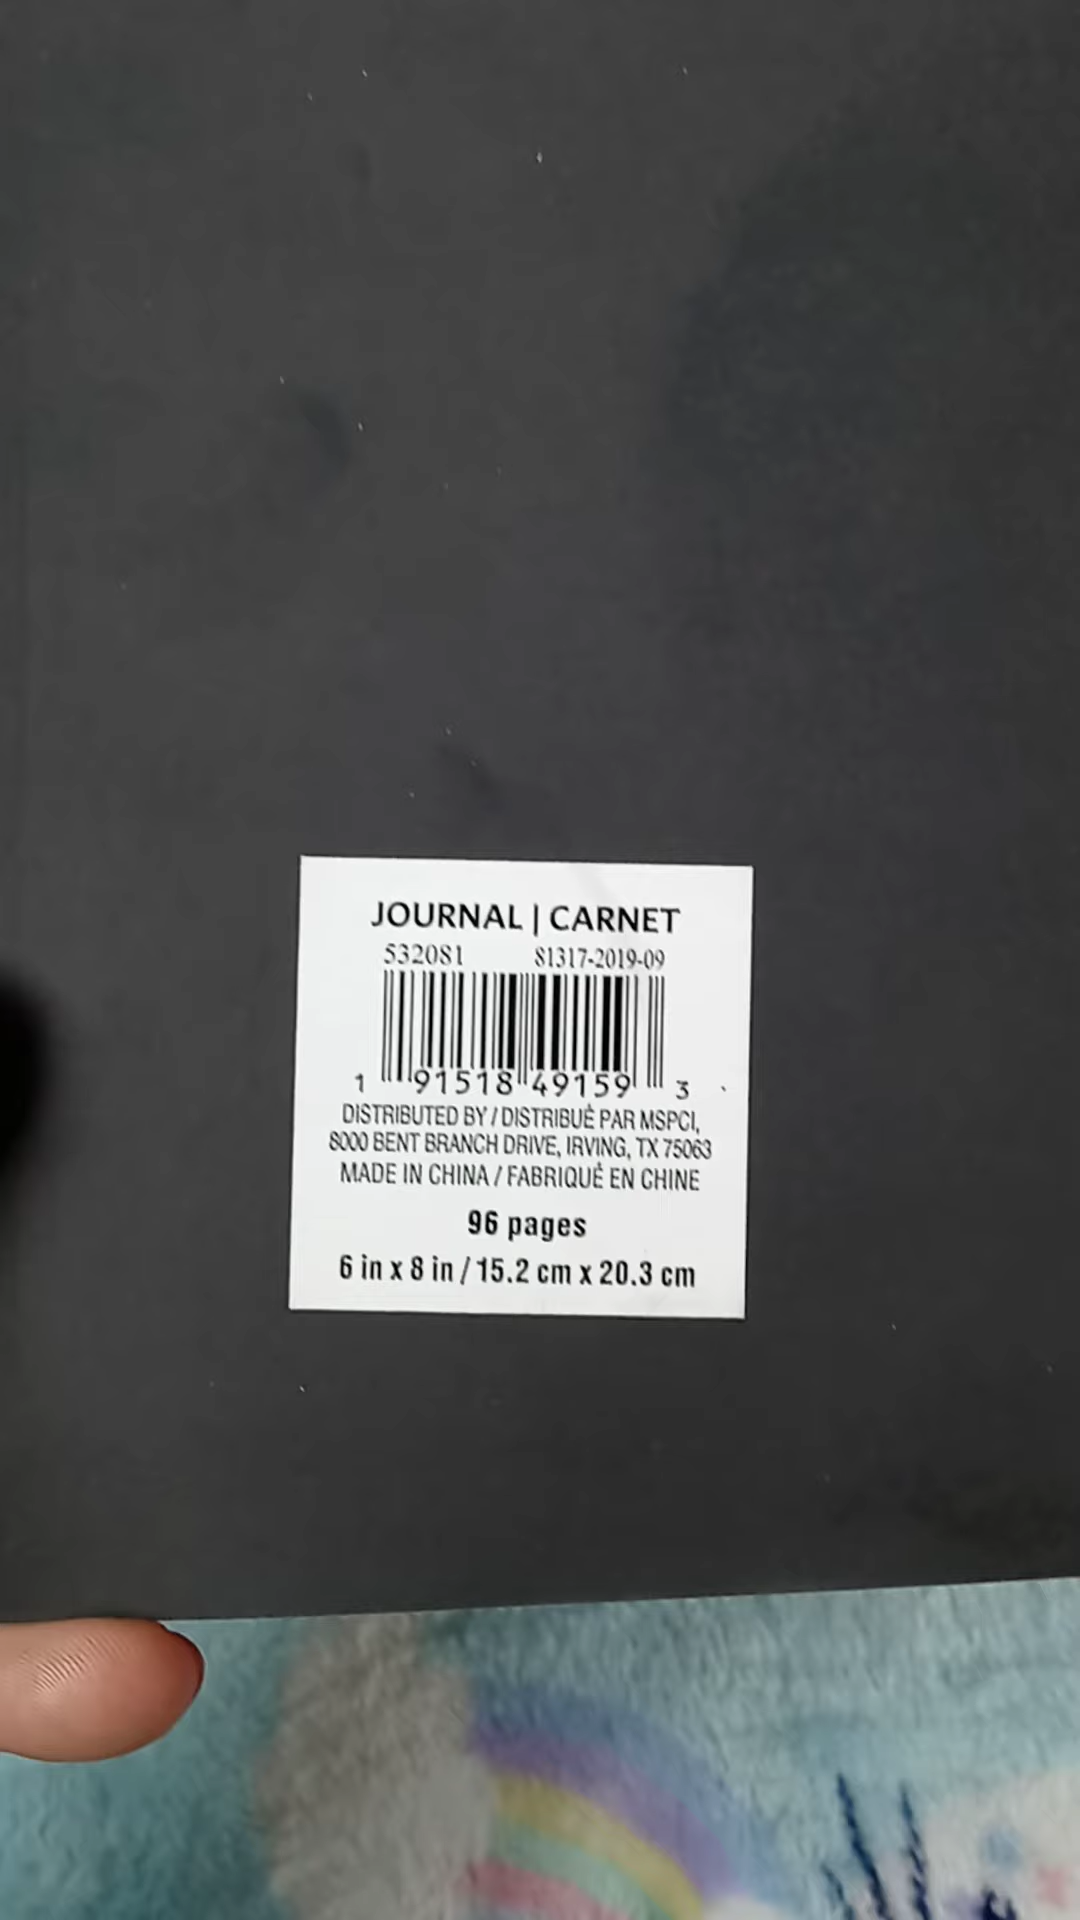 JOURNAL | CARNET
532081 81317-2019-09
1 91518 49159 3
DISTRIBUTED BY / DISTRIBUÉ PAR MSPCI,
8000 BENT BRANCH DRIVE, IRVING, TX 75063
MADE IN CHINA / FABRIQUÉ EN CHINE
96 pages
6 in x 8 in / 15.2 cm x 20.3 cm